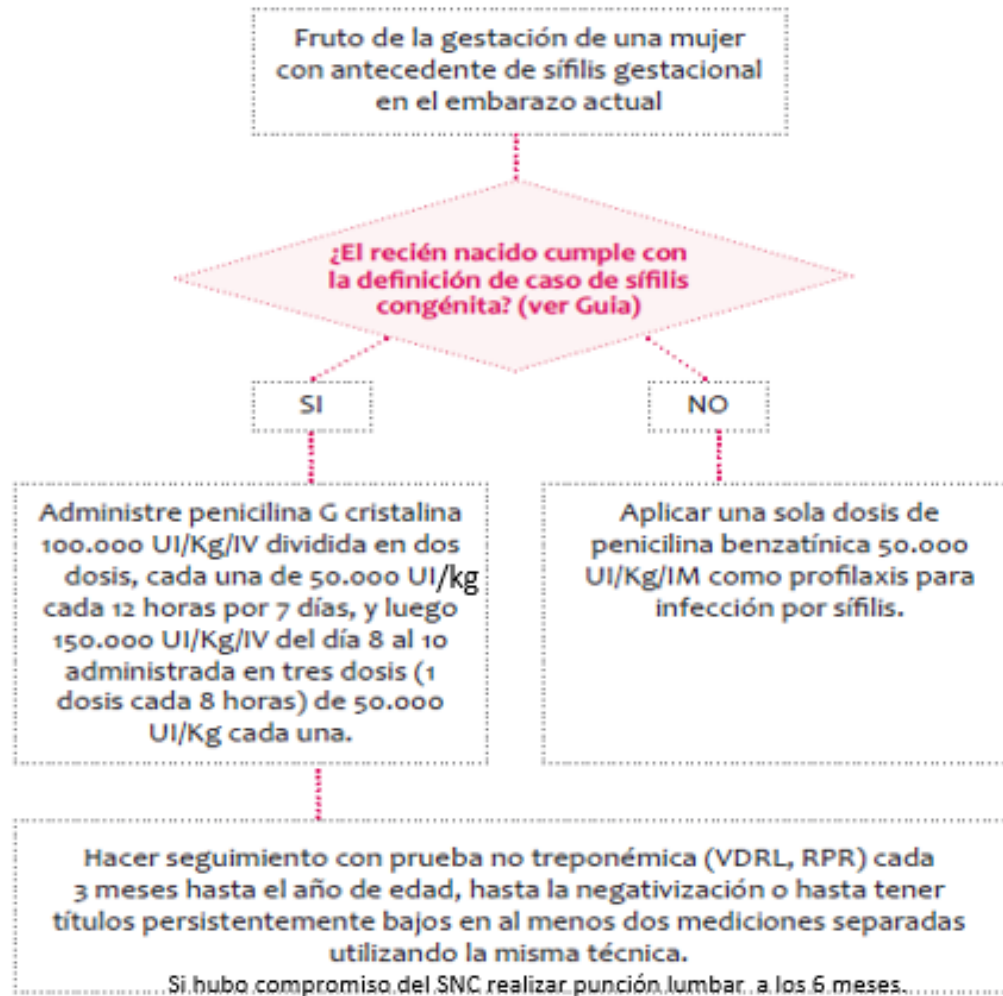 Fruto de la gestación de una mujer
con antecedente de sífilis gestacional
en el embarazo actual
¿El recién nacido cumple con
la definición de caso de sífilis
congénita? (ver Guia)
SI
NO
Administre penicilina G cristalina
100.000 UI/Kg/IV dividida en dos
dosis, cada una de 50.000 UI/kg
cada 12 horas por 7 días, y luego
150.000 UI/Kg/IV del día 8 al 10
administrada en tres dosis (1
dosis cada 8 horas) de 50.000
UI/Kg cada una.
Aplicar una sola dosis de
penicilina benzatínica 50.000
UI/Kg/IM como profilaxis para
infección por sífilis.
Hacer seguimiento con prueba no treponémica (VDRL, RPR) cada
3 meses hasta el año de edad, hasta la negativización o hasta tener
títulos persistentemente bajos en al menos dos mediciones separadas
utilizando la misma técnica.
Si hubo compromiso del SNC realizar punción lumbar a los 6 meses.